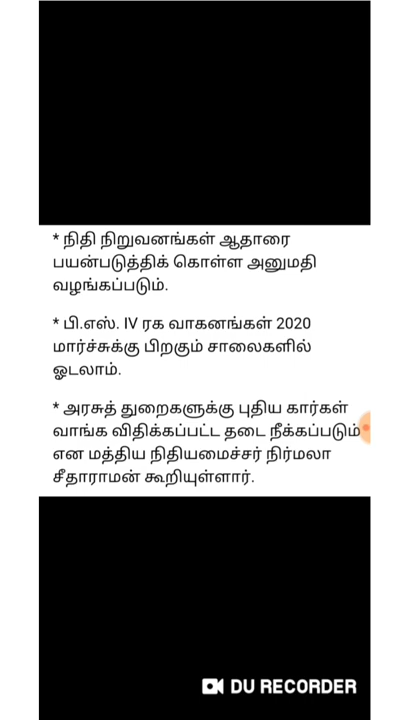 * நிதி நிறுவனங்கள் ஆதாரை
பயன்படுத்திக் கொள்ள அனுமதி
வழங்கப்படும்.
* பி.எஸ். IV ரக வாகனங்கள் 2020
மார்ச்சுக்கு பிறகும் சாலைகளில்
ஓடலாம்.
* அரசுத் துறைகளுக்கு புதிய கார்கள்
வாங்க விதிக்கப்பட்ட தடை நீக்கப்படும்
என மத்திய நிதியமைச்சர் நிர்மலா
சீதாராமன் கூறியுள்ளார்.
DU RECORDER